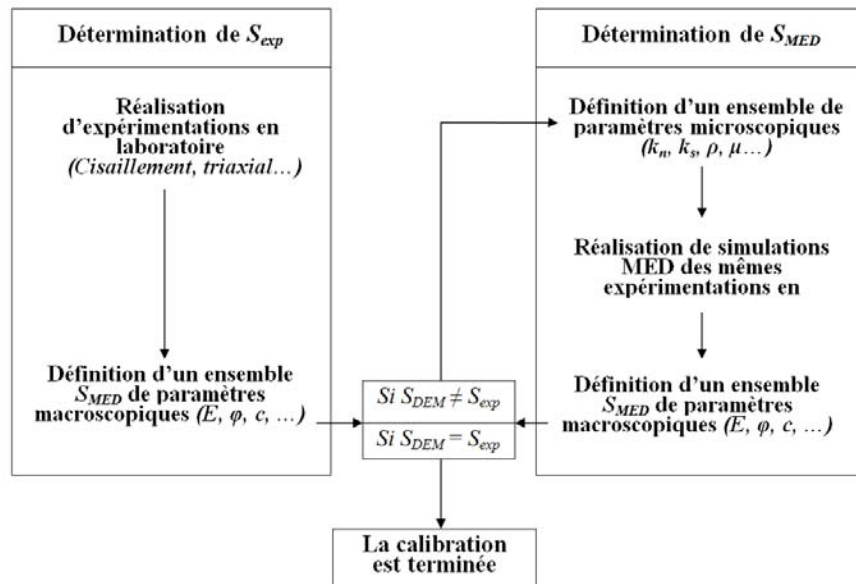 Détermination de S_exp
Réalisation
d’expérimentations en
laboratoire
(Cisaillement, triaxial…)
Définition d’un ensemble
S_MED de paramètres
macroscopiques (E, φ, c, …)
Si S_DEM ≠ S_exp
Si S_DEM = S_exp
La calibration
est terminée
Détermination de S_MED
Définition d’un ensemble de
paramètres microscopiques
(k_n, k_s, ρ, μ…)
Réalisation de simulations
MED des mêmes
expérimentations en
Définition d’un ensemble
S_MED de paramètres
macroscopiques (E, φ, c, …)